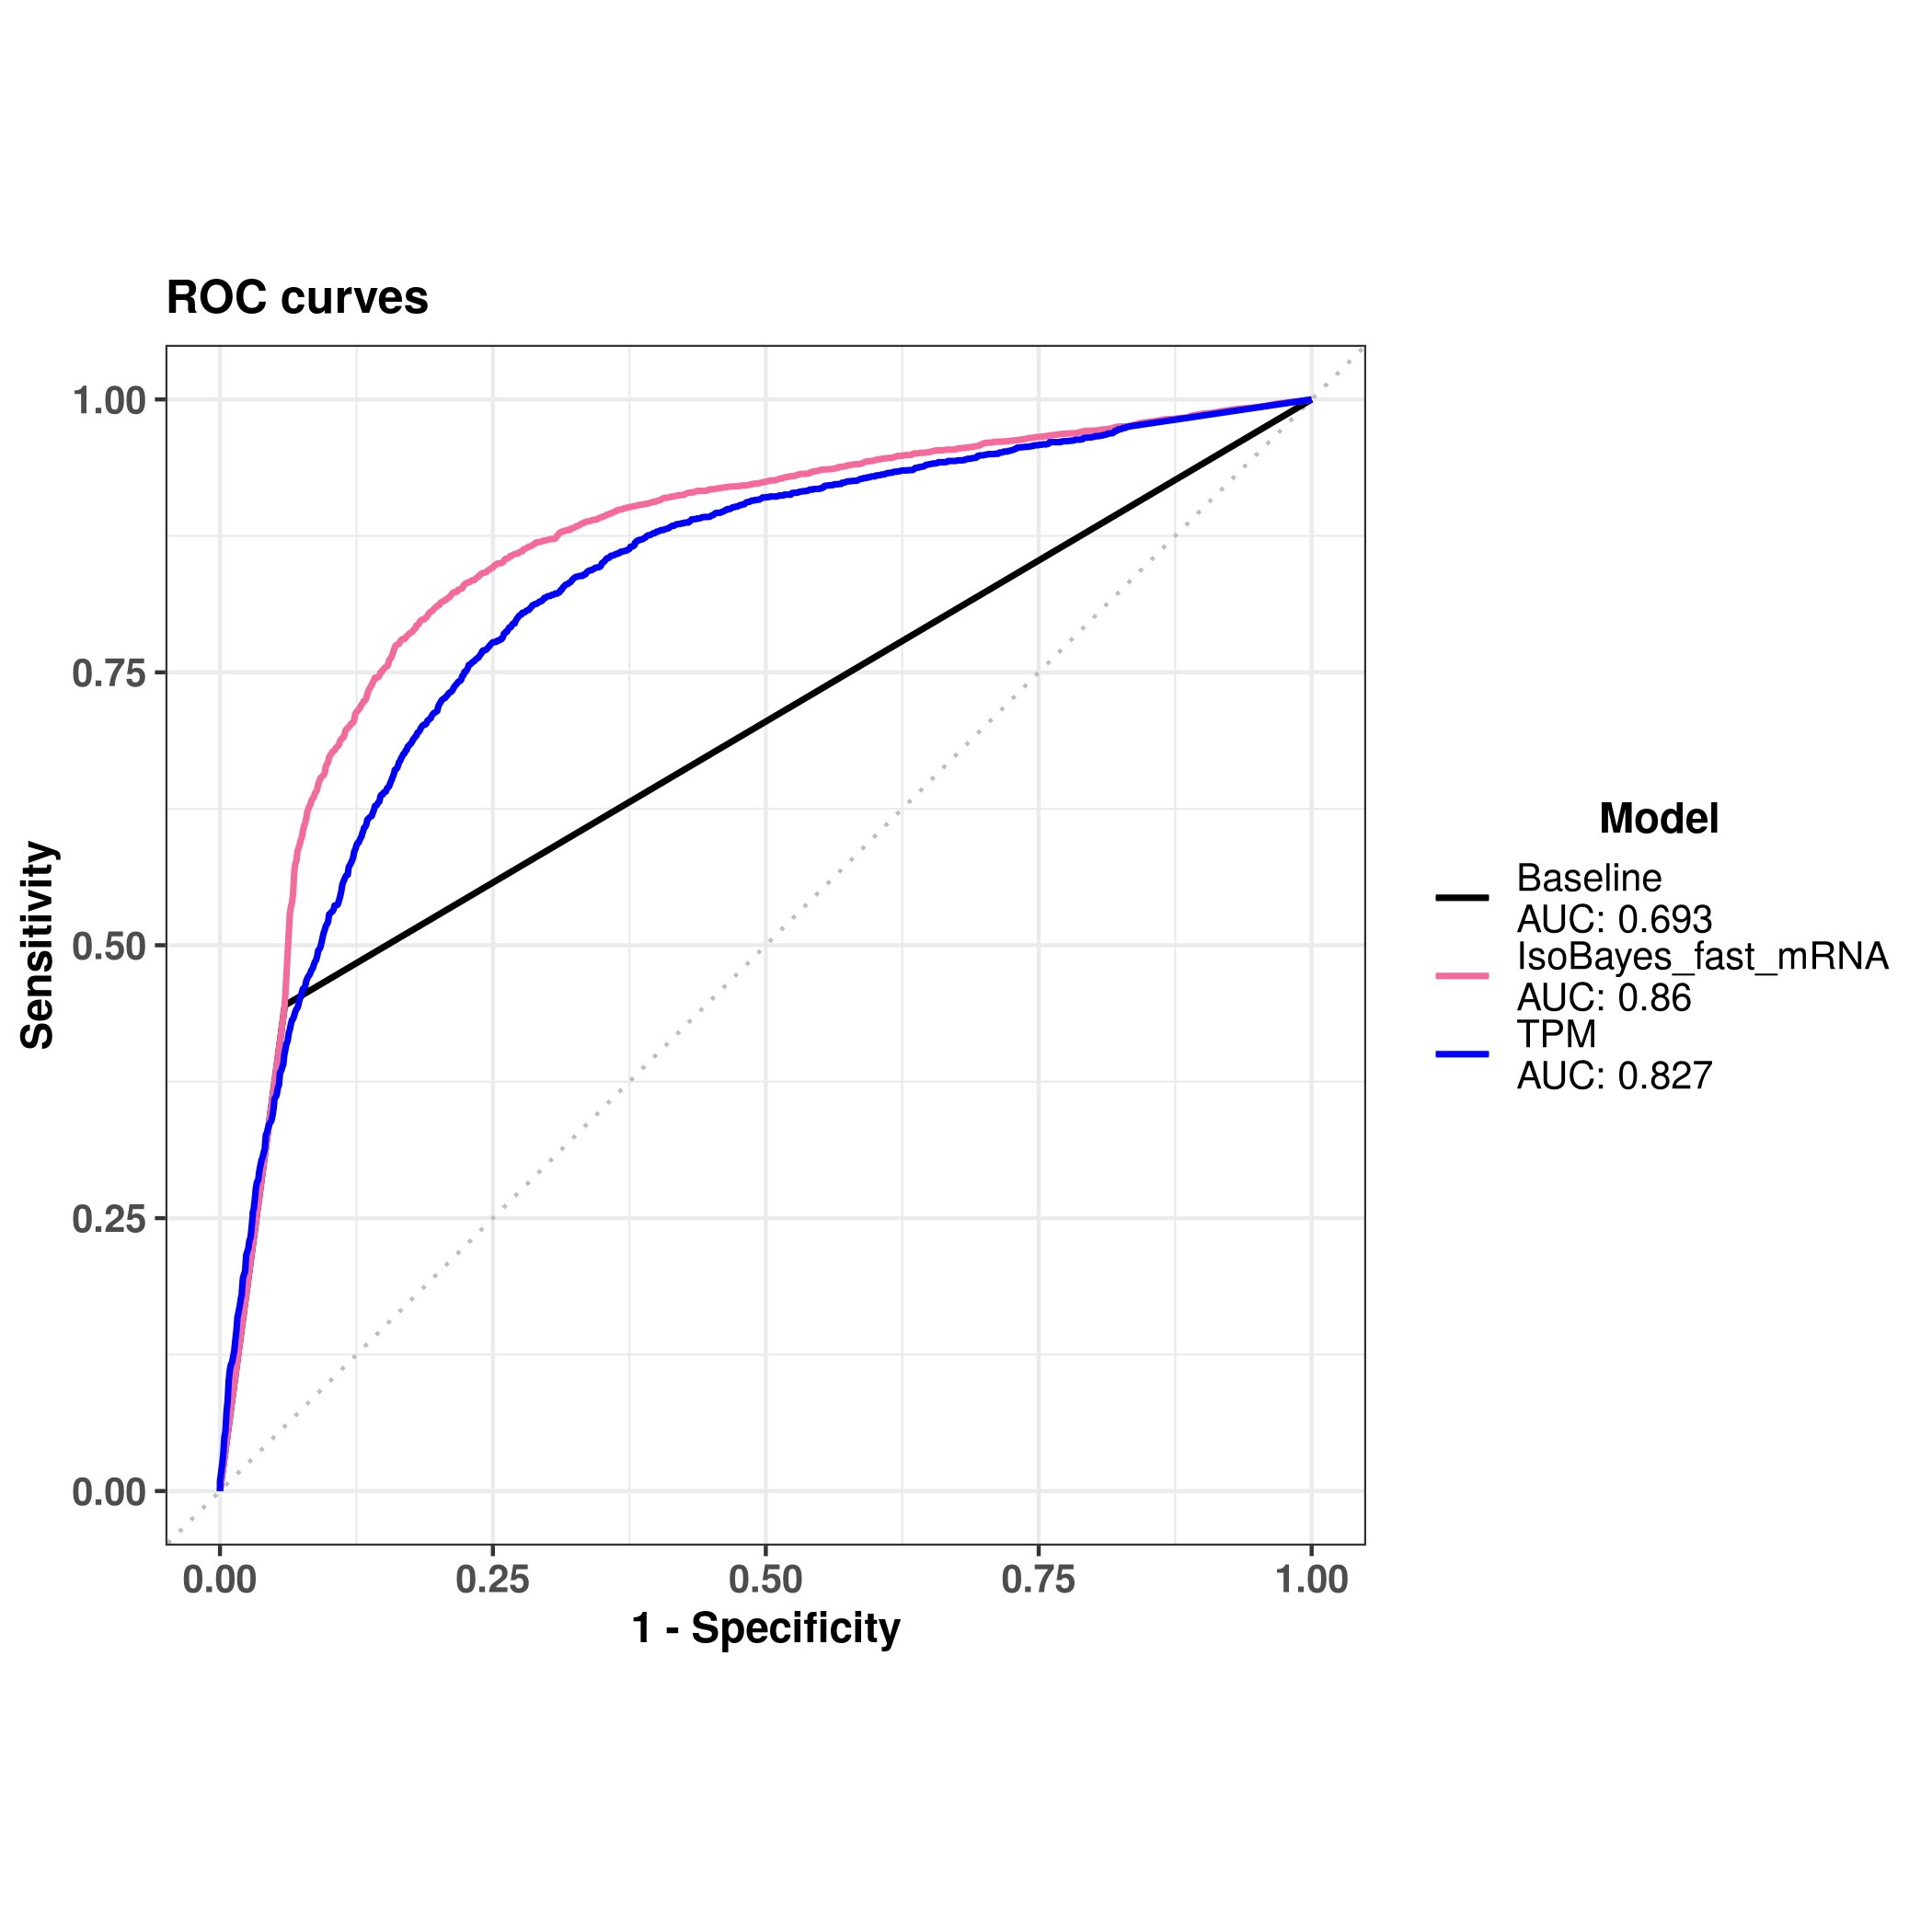 ROC curves
1.00
0.75
0.50
0.25
0.00
Sensitivity
0.00 0.25 0.50 0.75 1.00
1 - Specificity
Model
Baseline
AUC: 0.693
IsoBayes_fast_mRNA
AUC: 0.86
TPM
AUC: 0.827